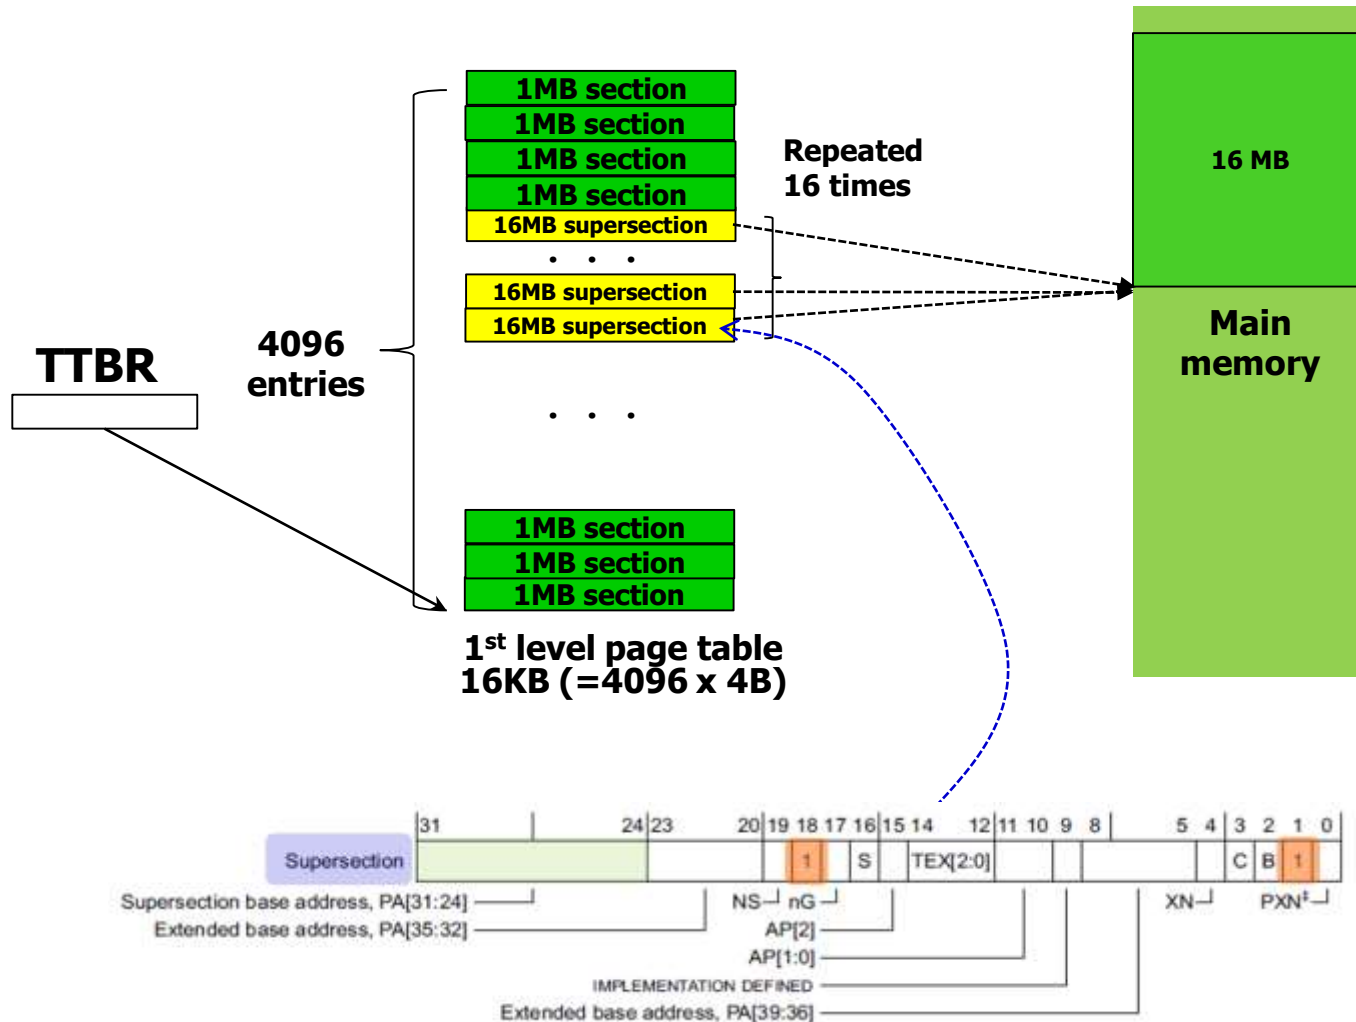 1MB section
1MB section
1MB section
1MB section
16MB supersection
. . .
16MB supersection
16MB supersection
Repeated
16 times
16 MB
Main
memory
4096
entries
TTBR
. . .
1MB section
1MB section
1MB section
1st level page table
16KB (=4096 x 4B)
31 24 23 20 19 18 17 16 15 14 12 11 10 9 8 5 4 3 2 1 0
Supersection 1 S TEX[2:0] C B 1
Supersection base address, PA[31:24] NS nG XN PXN‡
Extended base address, PA[35:32] AP[2]
AP[1:0]
IMPLEMENTATION DEFINED
Extended base address, PA[39:36]